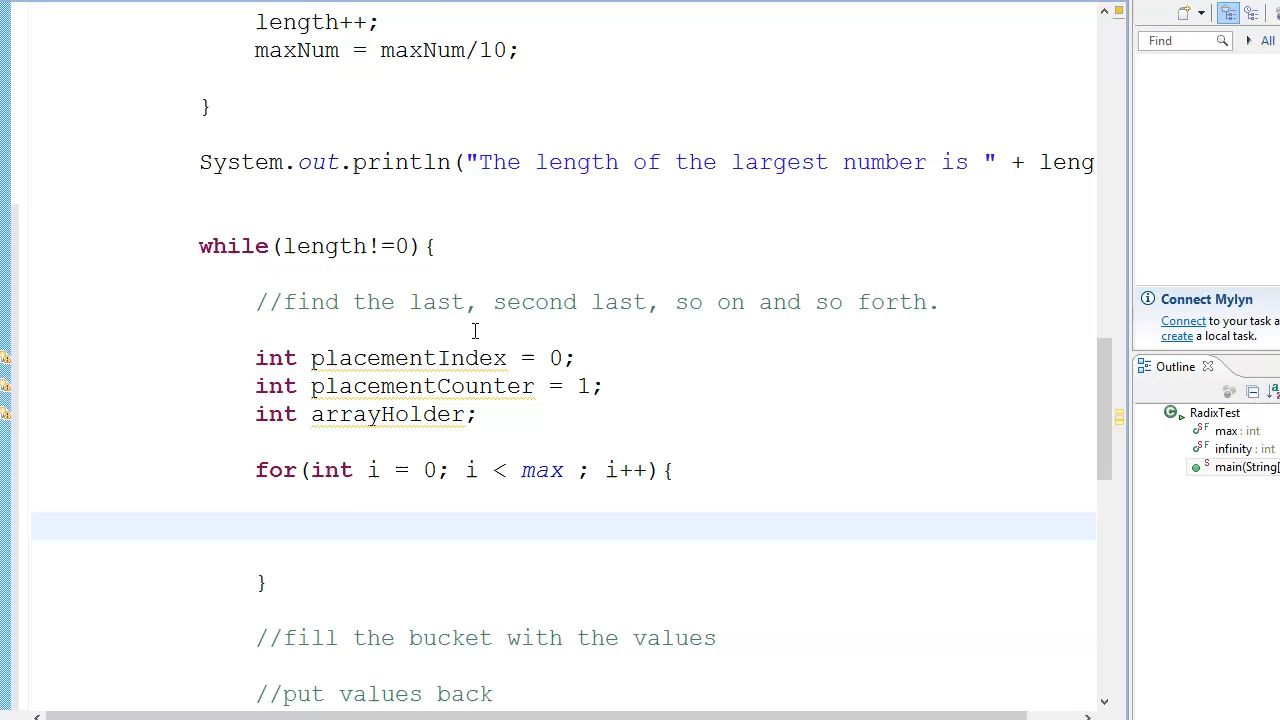 length++;
maxNum = maxNum/10;
}
System.out.println("The length of the largest number is " + leng
while(length!=0){
//find the last, second last, so on and so forth.
int placementIndex = 0;
int placementCounter = 1;
int arrayHolder;
for(int i = 0; i < max ; i++){
}
//fill the bucket with the values
//put values back
Find
All
Connect Mylyn
Connect to your task a
create a local task.
Outline
RadixTest
max : int
infinity : int
main(String[